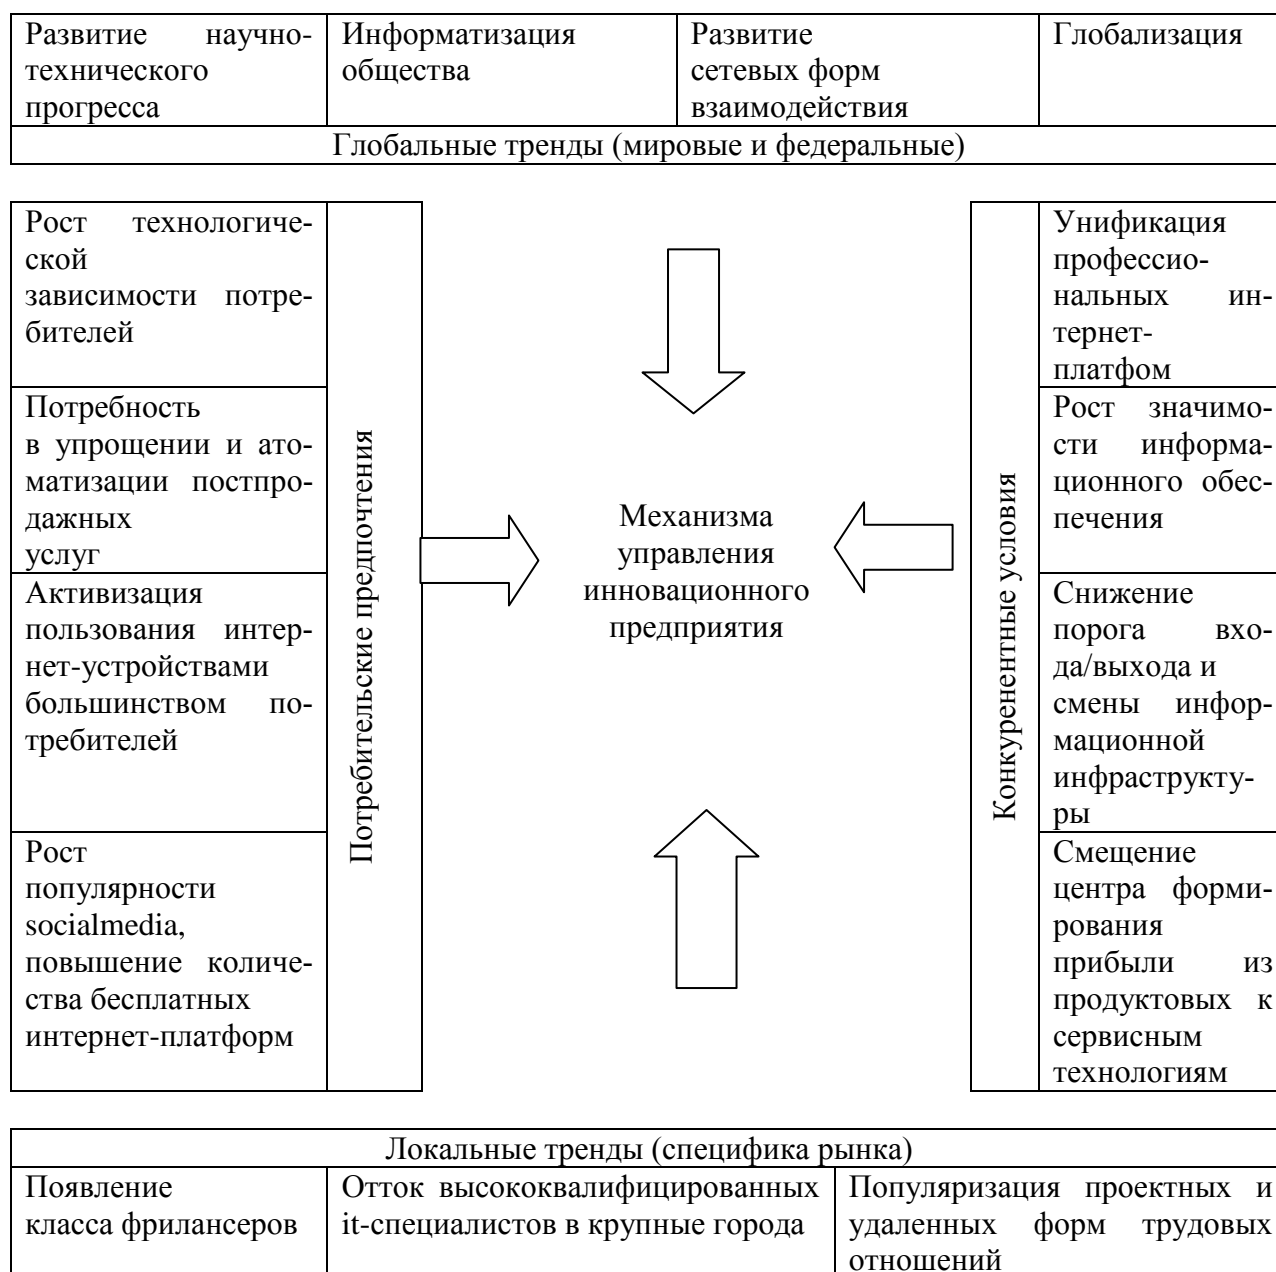 Развитие научно-
технического
прогресса
Информатизация
общества
Развитие
сетевых форм
взаимодействия
Глобализация
Глобальные тренды (мировые и федеральные)
Рост технологиче-
ской
зависимости потре-
бителей
Потребность
в упрощении и ато-
матизации постпро-
дажных
услуг
Активизация
пользования интер-
нет-устройствами
большинством по-
требителей
Рост
популярности
socialmedia,
повышение количе-
ства бесплатных
интернет-платформ
Потребительские предпочтения
Механизма
управления
инновационного
предприятия
Конкуренентные условия
Унификация
профессио-
нальных ин-
тернет-
платфом
Рост значимо-
сти информа-
ционного обес-
печения
Снижение
порога вхо-
да/выхода и
смены инфор-
мационной
инфраструкту-
ры
Смещение
центра форми-
рования
прибыли из
продуктовых к
сервисным
технологиям
Локальные тренды (специфика рынка)
Появление
класса фрилансеров
Отток высококвалифицированных
it-специалистов в крупные города
Популяризация проектных и
удаленных форм трудовых
отношений